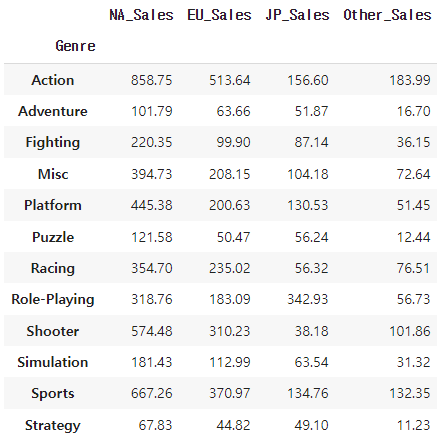 NA_Sales EU_Sales JP_Sales Other_Sales
Genre
Action 858.75 513.64 156.60 183.99
Adventure 101.79 63.66 51.87 16.70
Fighting 220.35 99.90 87.14 36.15
Misc 394.73 208.15 104.18 72.64
Platform 445.38 200.63 130.53 51.45
Puzzle 121.58 50.47 56.24 12.44
Racing 354.70 235.02 56.32 76.51
Role-Playing 318.76 183.09 342.93 56.73
Shooter 574.48 310.23 38.18 101.86
Simulation 181.43 112.99 63.54 31.32
Sports 667.26 370.97 134.76 132.35
Strategy 67.83 44.82 49.10 11.23